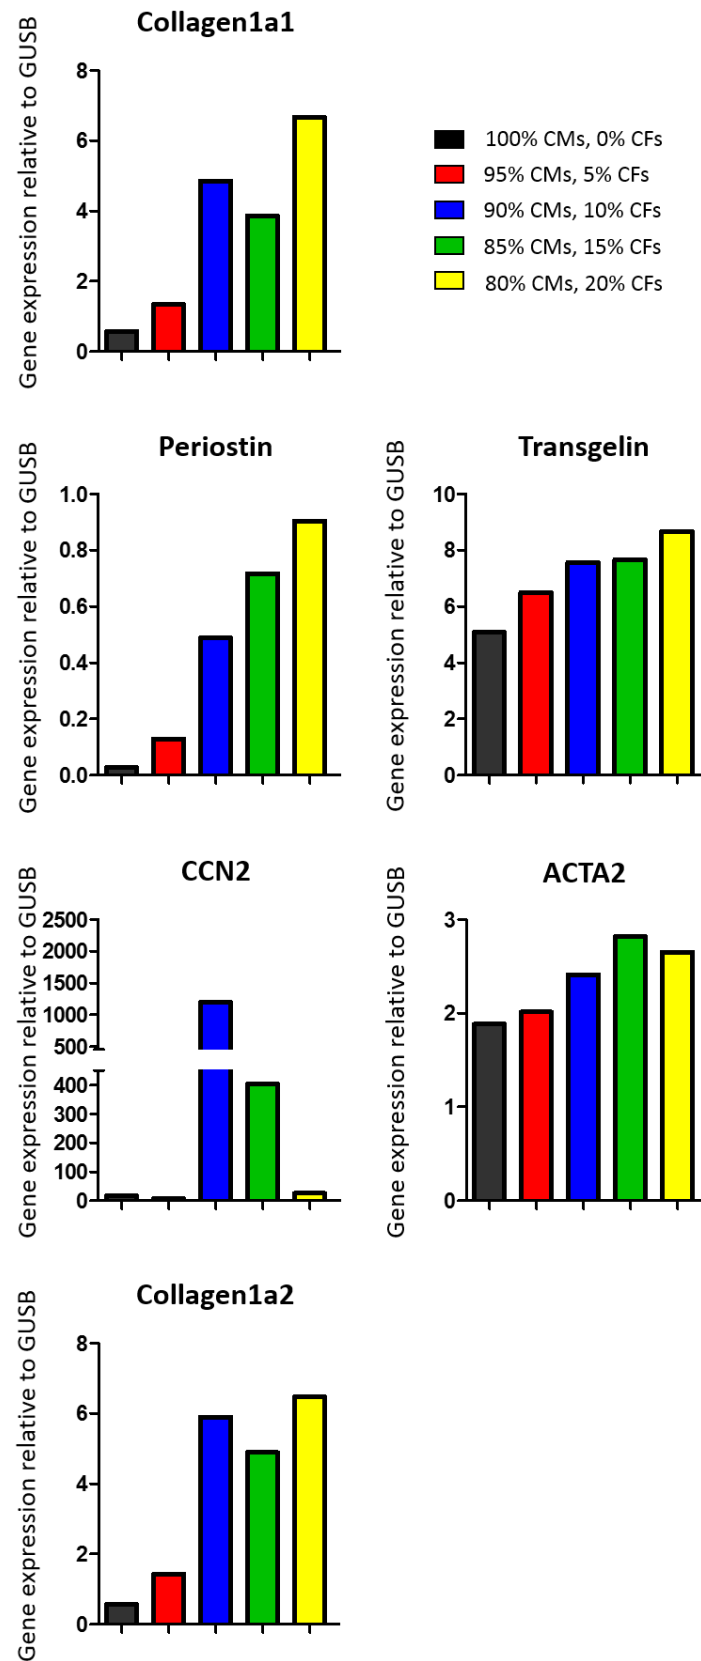 Collagen1a1
Gene expression relative to GUSB
8
6
4
2
0
100% CMs, 0% CFs
95% CMs, 5% CFs
90% CMs, 10% CFs
85% CMs, 15% CFs
80% CMs, 20% CFs
Periostin
Gene expression relative to GUSB
1.0
0.8
0.6
0.4
0.2
0.0
Transgelin
Gene expression relative to GUSB
10
8
6
4
2
0
CCN2
Gene expression relative to GUSB
2500
2000
1500
1000
500
400
300
200
100
0
ACTA2
Gene expression relative to GUSB
3
2
1
0
Collagen1a2
Gene expression relative to GUSB
8
6
4
2
0